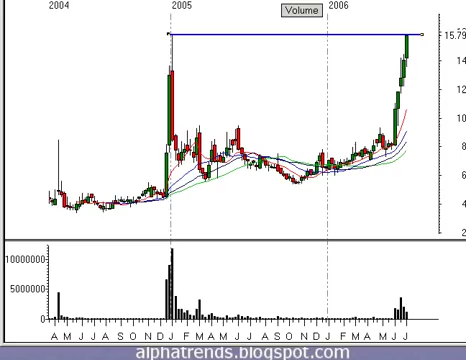 2004 2005 2006
Volume
15.79
14
12
10
8
6
4
2
10000000
5000000
0
A M J J A S O N D F M A M J J A S O N D F M A M J J
alphatrends.blogspot.com